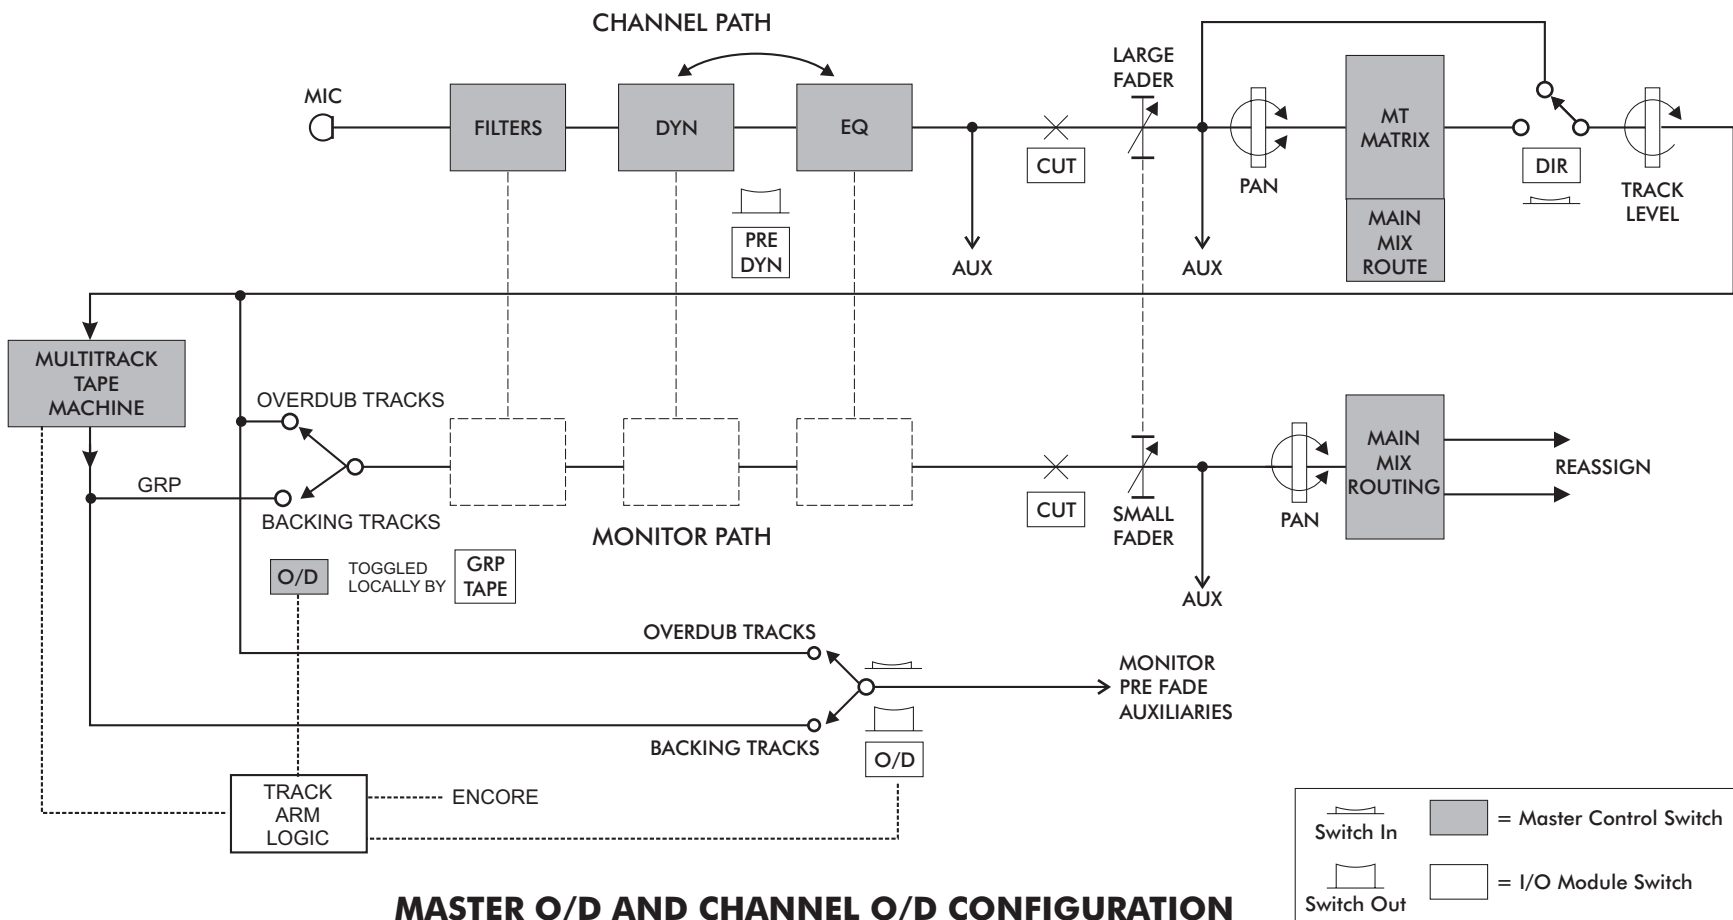 CHANNEL PATH
MIC
FILTERS
DYN
EQ
PRE
DYN
AUX
CUT
LARGE
FADER
AUX
PAN
MT
MATRIX
MAIN
MIX
ROUTE
DIR
TRACK
LEVEL
MULTITRACK
TAPE
MACHINE
OVERDUB TRACKS
GRP
BACKING TRACKS
O/D
TOGGLED
LOCALLY BY
GRP
TAPE
MONITOR PATH
CUT
SMALL
FADER
AUX
PAN
MAIN
MIX
ROUTING
REASSIGN
OVERDUB TRACKS
BACKING TRACKS
O/D
MONITOR
PRE FADE
AUXILIARIES
TRACK
ARM
LOGIC
ENCORE
Switch In
= Master Control Switch
Switch Out
= I/O Module Switch
MASTER O/D AND CHANNEL O/D CONFIGURATION